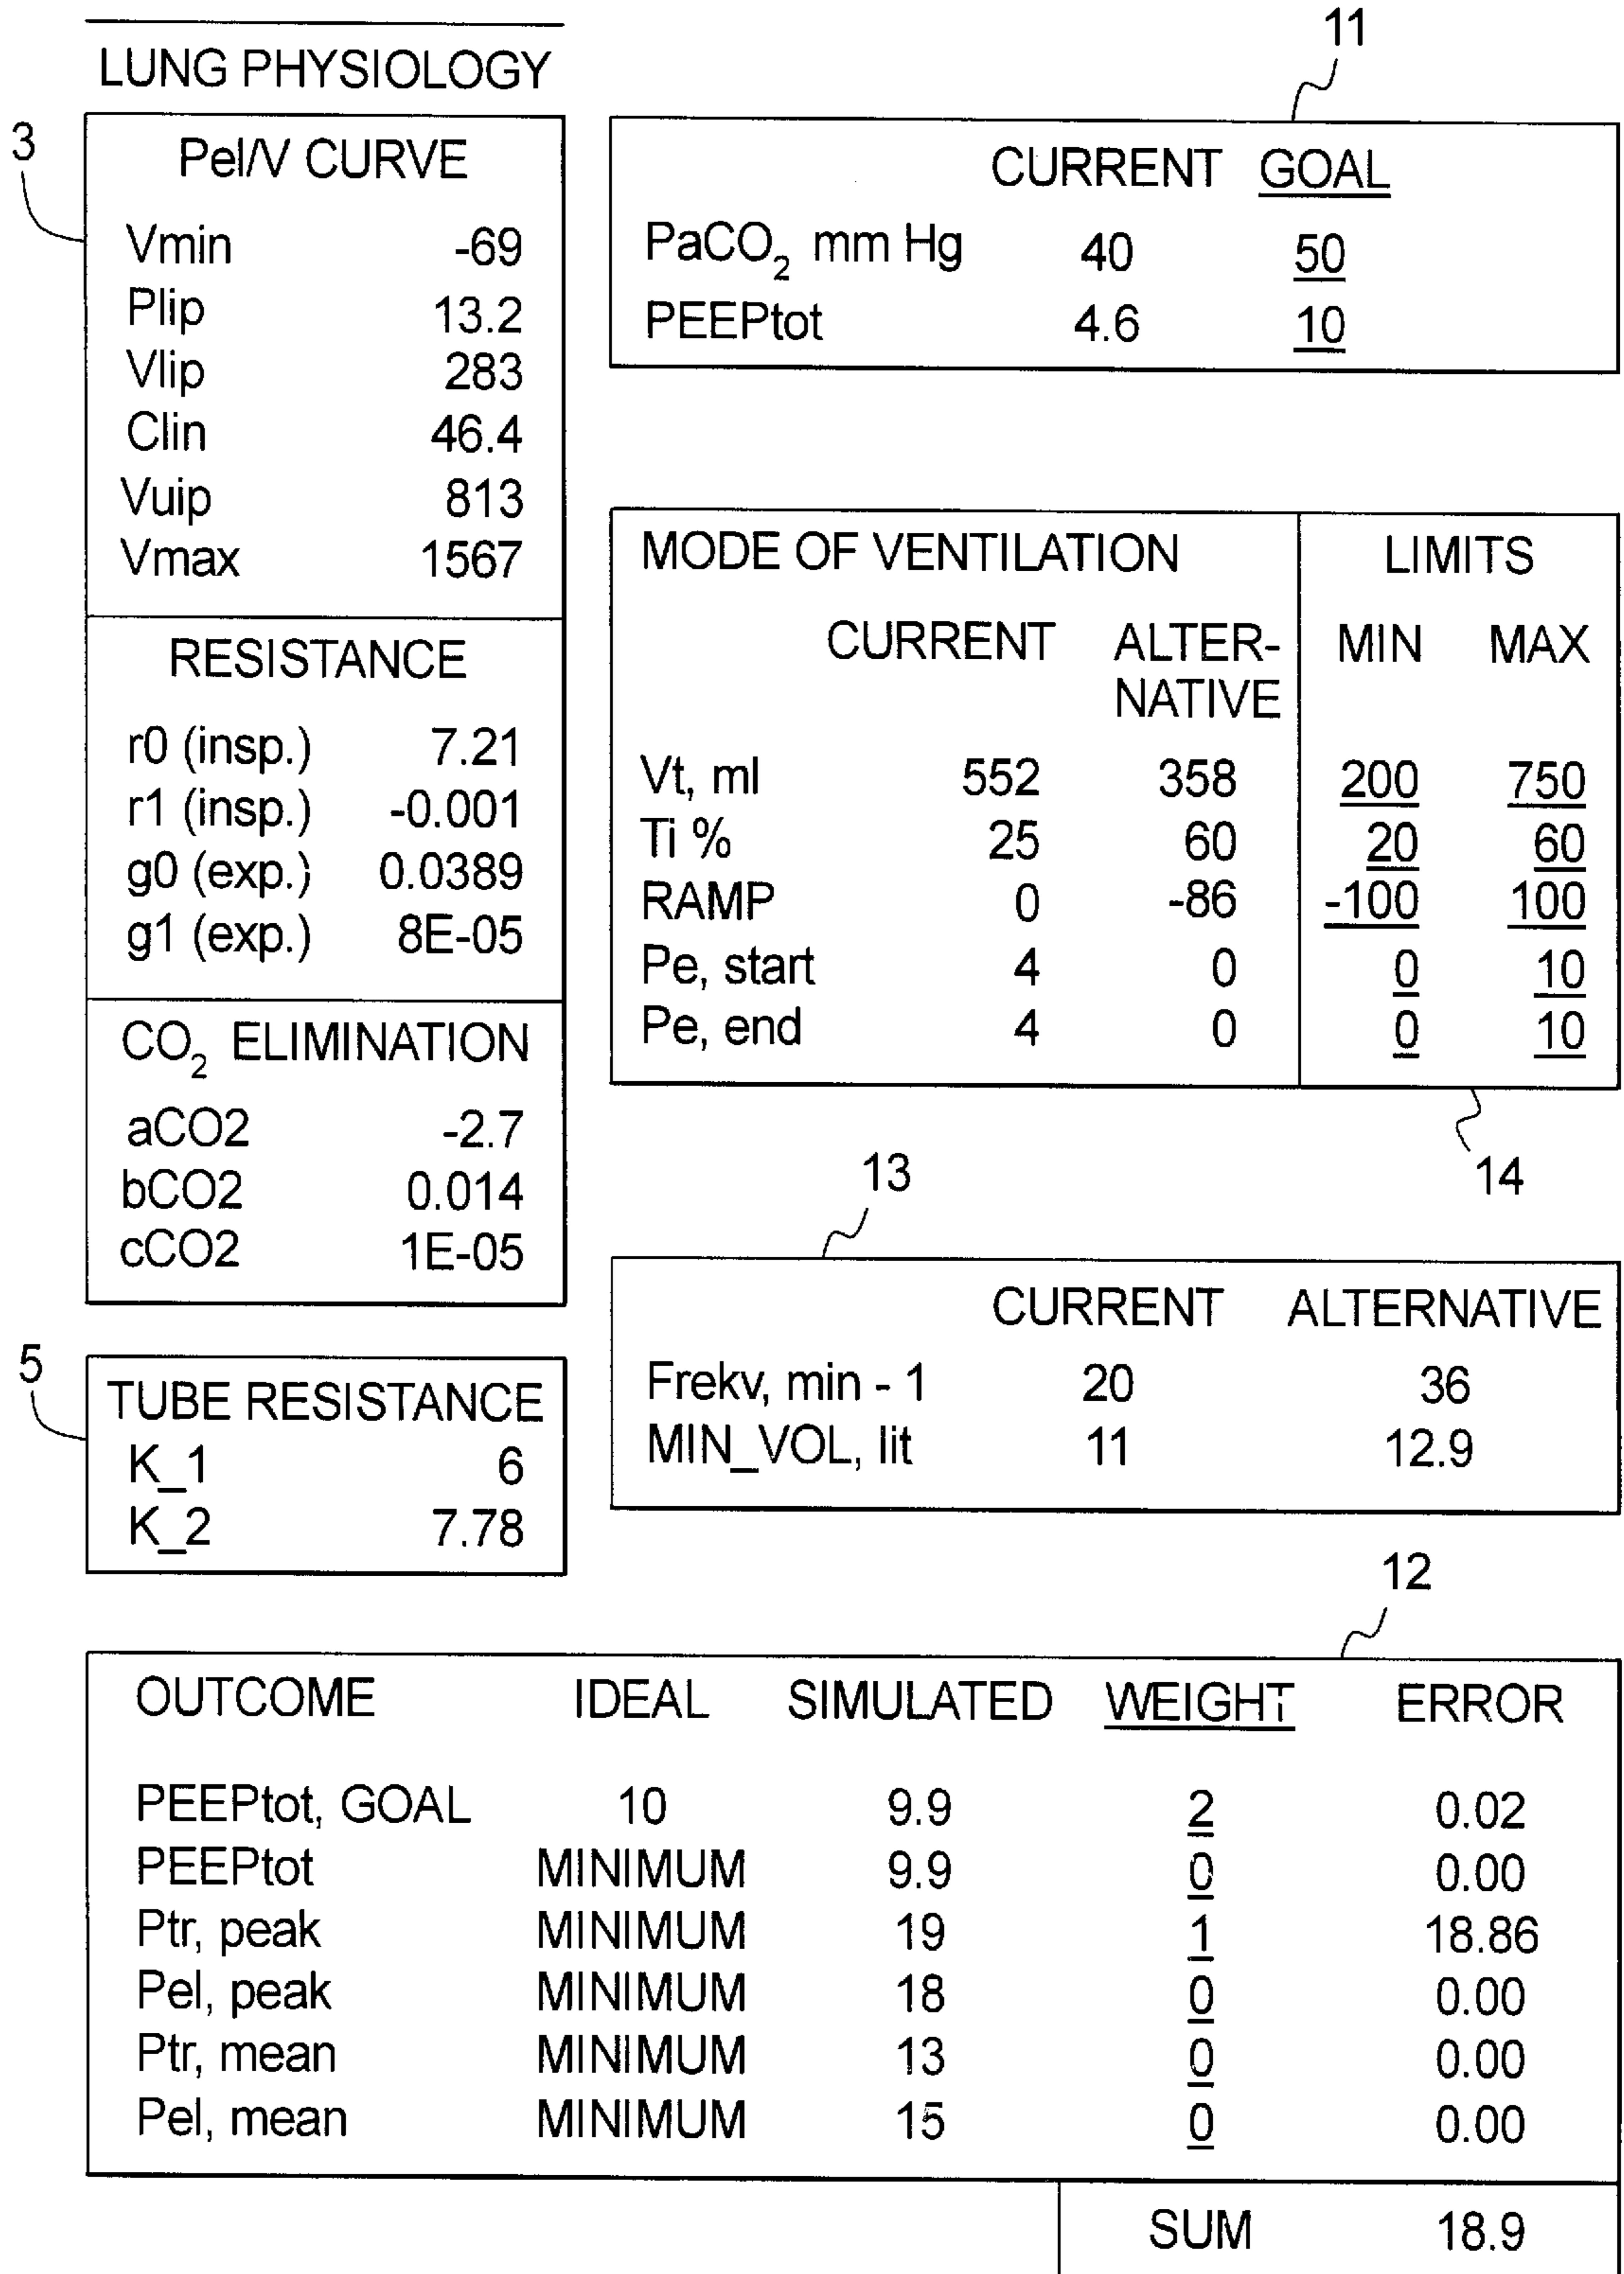 LUNG PHYSIOLOGY
3
Pel/V CURVE
Vmin -69
Plip 13.2
Vlip 283
Clin 46.4
Vuip 813
Vmax 1567
RESISTANCE
r0 (insp.) 7.21
r1 (insp.) -0.001
g0 (exp.) 0.0389
g1 (exp.) 8E-05
CO2 ELIMINATION
aCO2 -2.7
bCO2 0.014
cCO2 1E-05
5
TUBE RESISTANCE
K_1 6
K_2 7.78
11
CURRENT GOAL
PaCO2 mm Hg 40 50
PEEPtot 4.6 10
MODE OF VENTILATION LIMITS
CURRENT ALTER- MIN MAX
NATIVE
Vt, ml 552 358 200 750
Ti % 25 60 20 60
RAMP 0 -86 -100 100
Pe, start 4 0 0 10
Pe, end 4 0 0 10
14
13
CURRENT ALTERNATIVE
Frekv, min - 1 20 36
MIN_VOL, lit 11 12.9
12
OUTCOME IDEAL SIMULATED WEIGHT ERROR
PEEPtot, GOAL 10 9.9 2 0.02
PEEPtot MINIMUM 9.9 0 0.00
Ptr, peak MINIMUM 19 1 18.86
Pel, peak MINIMUM 18 0 0.00
Ptr, mean MINIMUM 13 0 0.00
Pel, mean MINIMUM 15 0 0.00
SUM 18.9